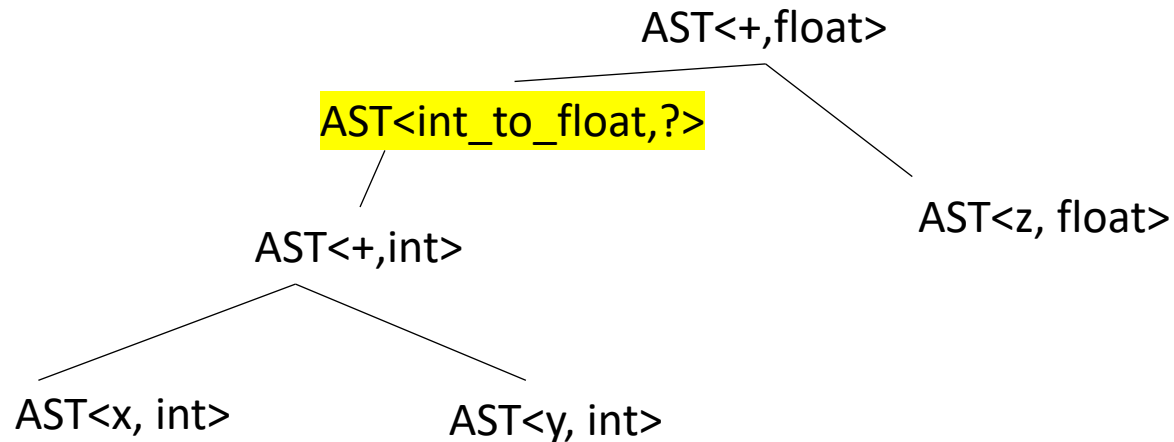 AST<+,float>
AST<int_to_float,?>
AST<z, float>
AST<+,int>
AST<x, int>
AST<y, int>